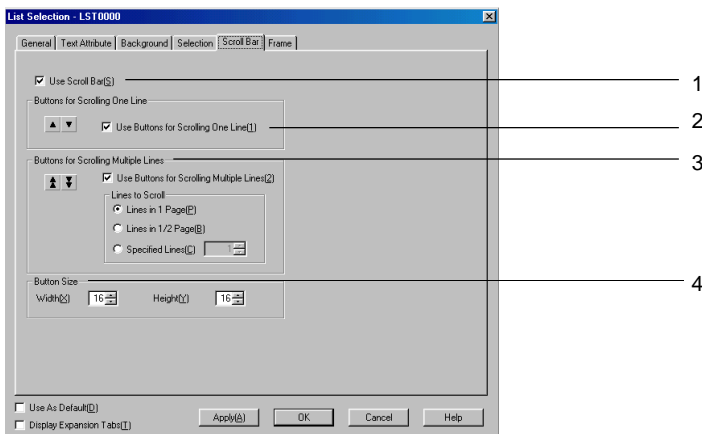 List Selection - LST0000
General Text Attribute Background Selection Scroll Bar Frame
Use Scroll Bar(S) 1
Buttons for Scrolling One Line
Use Buttons for Scrolling One Line(1) 2
Buttons for Scrolling Multiple Lines 3
Use Buttons for Scrolling Multiple Lines(2)
Lines to Scroll
Lines in 1 Page(P)
Lines in 1/2 Page(B)
Specified Lines(C) 1
Button Size 4
Width(X) 16 Height(Y) 16
Use As Default(D)
Apply(A) OK Cancel Help
Display Expansion Tabs(T)